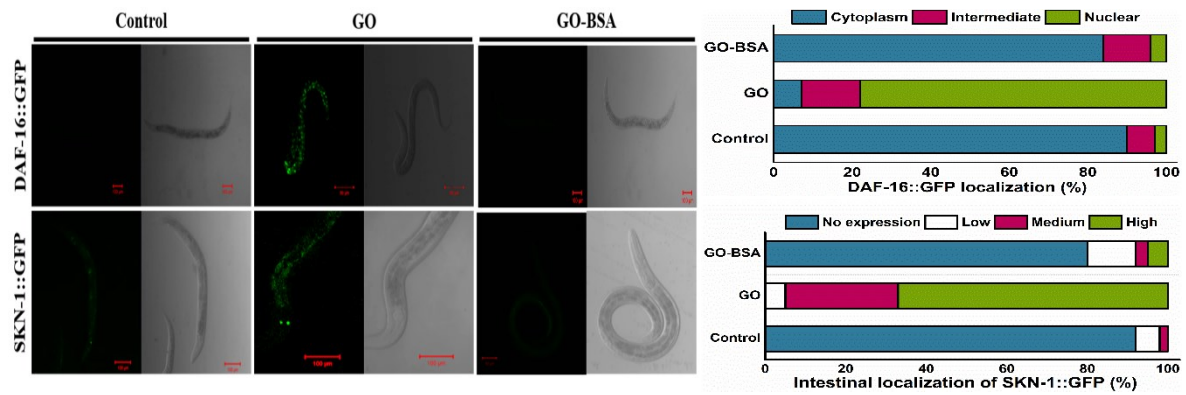 Control GO GO-BSA
DAF-16::GFP
SKN-1::GFP
100 µm 100 µm
Cytoplasm Intermediate Nuclear
GO-BSA
GO
Control
0 20 40 60 80 100
DAF-16::GFP localization (%)
No expression Low Medium High
GO-BSA
GO
Control
0 20 40 60 80 100
Intestinal localization of SKN-1::GFP (%)